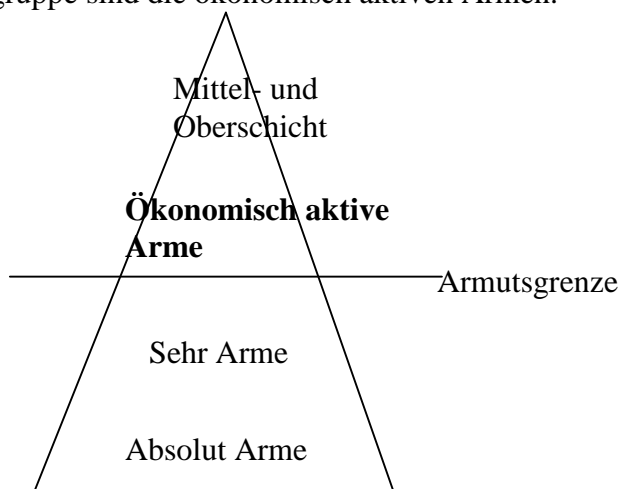 gruppe sind die ökonomisch aktiven Armen.
Mittel- und
Oberschicht
Ökonomisch aktive
Arme
Armutsgrenze
Sehr Arme
Absolut Arme